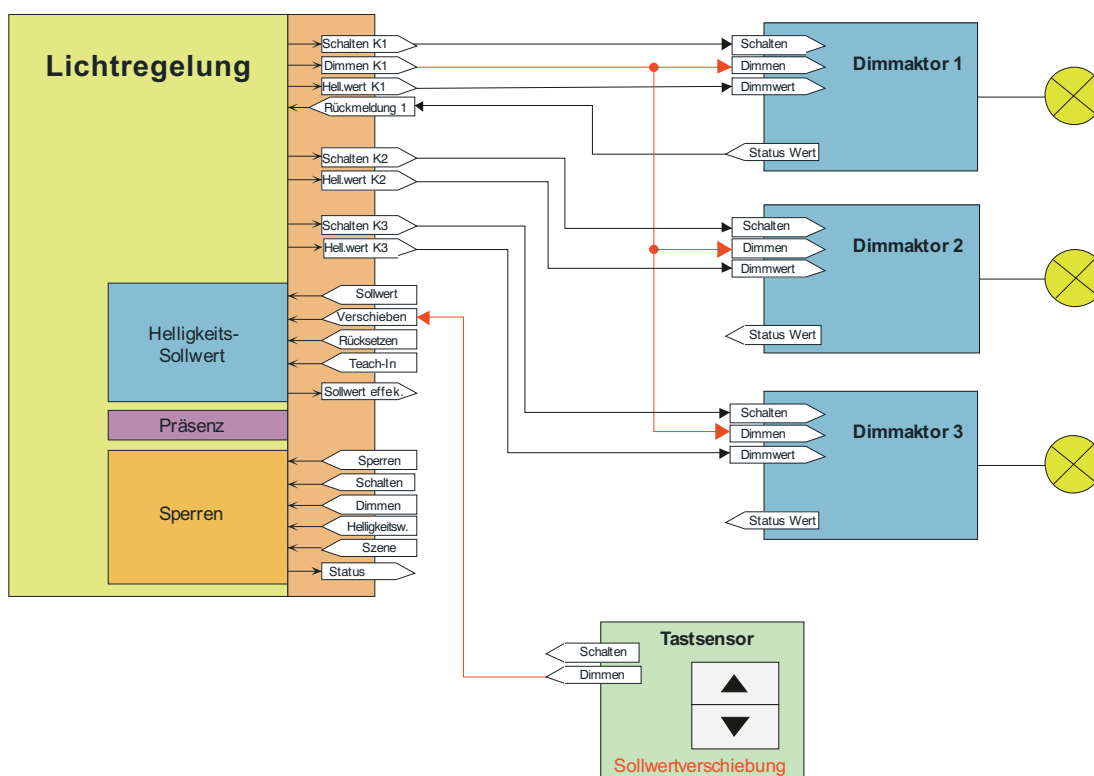 Lichtregelung
Schalten K1
Dimmen K1
Hell.wert K1
Rückmeldung 1
Schalten K2
Hell.wert K2
Schalten K3
Hell.wert K3
Helligkeits-
Sollwert
Sollwert
Verschieben
Rücksetzen
Teach-In
Sollwert effek.
Präsenz
Sperren
Sperren
Schalten
Dimmen
Helligkeitsw.
Szene
Status
Schalten
Dimmen
Dimmwert
Status Wert
Dimmaktor 1
Schalten
Dimmen
Dimmwert
Status Wert
Dimmaktor 2
Schalten
Dimmen
Dimmwert
Status Wert
Dimmaktor 3
Tastsensor
Schalten
Dimmen
Sollwertverschiebung